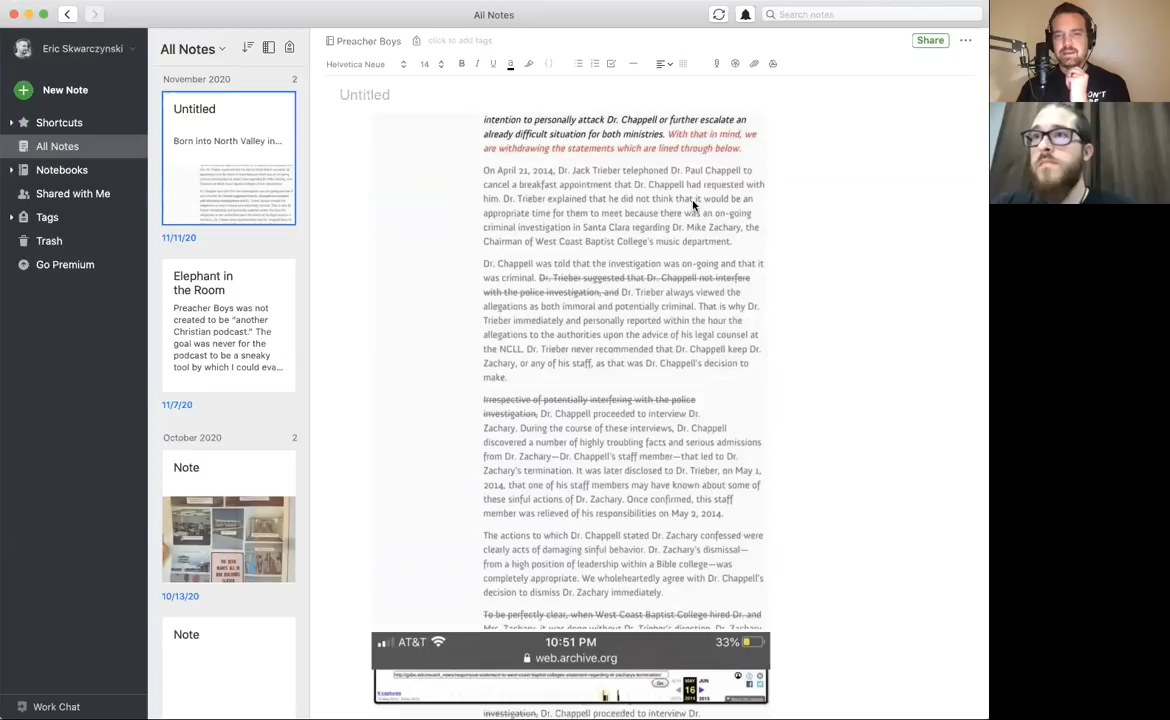 All Notes
Search notes
Eric Skwarczynski
New Note
Shortcuts
All Notes
Notebooks
Shared with Me
Tags
Trash
Go Premium
Work Chat
All Notes
November 2020
2
Untitled
Born into North Valley in...
11/11/20
Elephant in
the Room
Preacher Boys was not
created to be "another
Christian podcast." The
goal was never for the
podcast to be a sneaky
tool by which I could eva...
11/7/20
October 2020
2
Note
10/13/20
Note
Preacher Boys
click to add tags
Share
Helvetica Neue
14
B I U a
Untitled
intention to personally attack Dr. Chappell or further escalate an
already difficult situation for both ministries. With that in mind, we
are withdrawing the statements which are lined through below.
On April 21, 2014, Dr. Jack Trieber telephoned Dr. Paul Chappell to
cancel a breakfast appointment that Dr. Chappell had requested with
him. Dr. Trieber explained that he did not think that it would be an
appropriate time for them to meet because there was an on-going
criminal investigation in Santa Clara regarding Dr. Mike Zachary, the
Chairman of West Coast Baptist College's music department.
Dr. Chappell was told that the investigation was on-going and that it
was criminal. Dr. Trieber suggested that Dr. Chappell not interfere
with the police investigation, and Dr. Trieber always viewed the
allegations as both immoral and potentially criminal. That is why Dr.
Trieber immediately and personally reported within the hour the
allegations to the authorities upon the advice of his legal counsel at
the NCLL. Dr. Trieber never recommended that Dr. Chappell keep Dr.
Zachary, or any of his staff, as that was Dr. Chappell's decision to
make.
Irrespective of potentially interfering with the police
investigation, Dr. Chappell proceeded to interview Dr.
Zachary. During the course of these interviews, Dr. Chappell
discovered a number of highly troubling facts and serious admissions
from Dr. Zachary—Dr. Chappell's staff member—that led to Dr.
Zachary's termination. It was later disclosed to Dr. Trieber, on May 1,
2014, that one of his staff members may have known about some of
these sinful actions of Dr. Zachary. Once confirmed, this staff
member was relieved of his responsibilities on May 2, 2014.
The actions to which Dr. Chappell stated Dr. Zachary confessed were
clearly acts of damaging sinful behavior. Dr. Zachary's dismissal—
from a high position of leadership within a Bible college—was
completely appropriate. We wholeheartedly agree with Dr. Chappell's
decision to dismiss Dr. Zachary immediately.
To be perfectly clear, when West Coast Baptist College hired Dr. and
Mrs. Zachary, it was done without Dr. Trieber's direction. Dr. Zachary
AT&T
10:51 PM
33%
web.archive.org
Go
MAY
JUN
16
investigation, Dr. Chappell proceeded to interview Dr.